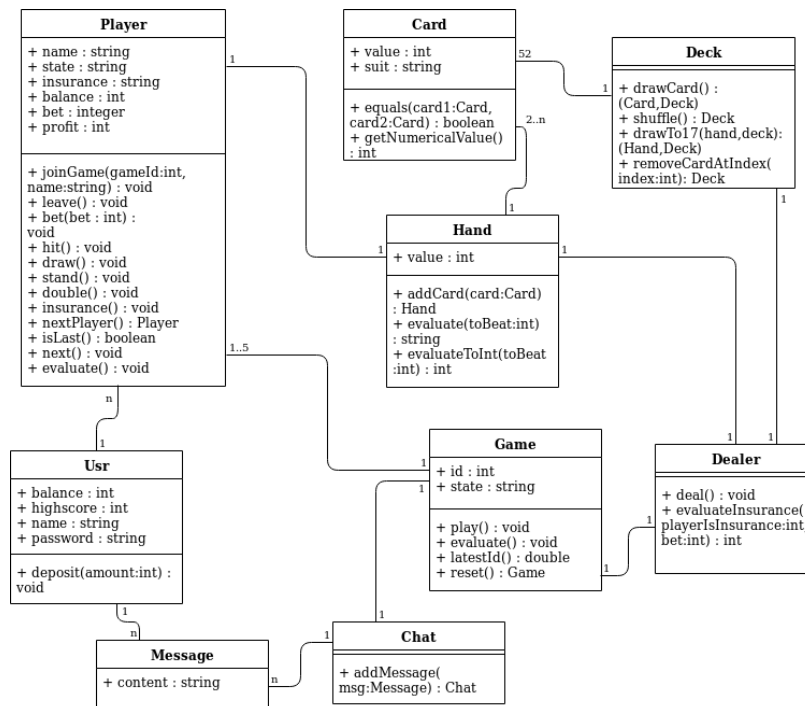 Player
+ name : string
+ state : string
+ insurance : string
+ balance : int
+ bet : integer
+ profit : int
+ joinGame(gameId:int,
name:string) : void
+ leave() : void
+ bet(bet : int) :
void
+ hit() : void
+ draw() : void
+ stand() : void
+ double() : void
+ insurance() : void
+ nextPlayer() : Player
+ isLast() : boolean
+ next() : void
+ evaluate() : void
1
1..5
n
Card
+ value : int
+ suit : string
+ equals(card1:Card,
card2:Card) : boolean
+ getNumericalValue()
: int
52
2..n
Deck
+ drawCard() :
(Card,Deck)
+ shuffle() : Deck
+ drawTo17(hand,deck):
(Hand,Deck)
+ removeCardAtIndex(
index:int): Deck
1
1
Hand
+ value : int
+ addCard(card:Card)
: Hand
+ evaluate(toBeat:int)
: string
+ evaluateToInt(toBeat
:int) : int
1
1
1
Usr
+ balance : int
+ highscore : int
+ name : string
+ password : string
+ deposit(amount:int) :
void
1
1
Game
+ id : int
+ state : string
+ play() : void
+ evaluate() : void
+ latestId() : double
+ reset() : Game
1
1
1
Dealer
+ deal() : void
+ evaluateInsurance(
playerIsInsurance:int,
bet:int) : int
1
1
1
Message
+ content : string
n
n
Chat
+ addMessage(
msg:Message) : Chat
1
1